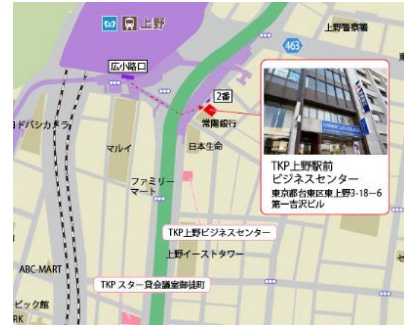 上野
上野警察署
463
広小路口
2番
常陽銀行
ドバシカメラ
マルイ
日本生命
ファミリー
マート
TKP上野駅前
ビジネスセンター
東京都台東区東上野3-18-6
第一吉沢ビル
TKP上野ビジネスセンター
上野イーストタワー
ABC-MART
TKP スター貸会議室御徒町
ビック館
RK